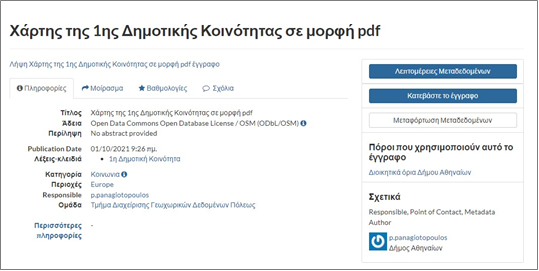 Χάρτης της 1ης Δημοτικής Κοινότητας σε μορφή pdf
Λήψη Χάρτης της 1ης Δημοτικής Κοινότητας σε μορφή pdf έγγραφο
Πληροφορίες Μοίρασμα Βαθμολογίες Σχόλια
Τίτλος Χάρτης της 1ης Δημοτικής Κοινότητας σε μορφή pdf
Άδεια Open Data Commons Open Database License / OSM (ODbL/OSM)
Περίληψη No abstract provided
Publication Date 01/10/2021 9:26 πμ.
Λέξεις-κλειδιά • 1η Δημοτική Κοινότητα
Κατηγορία Κοινωνία
Περιοχές Europe
Responsible p.panagiotopoulos
Ομάδα Τμήμα Διαχείρισης Γεωχωρικών Δεδομένων Πόλεως
Περισσότερες πληροφορίες -
Λεπτομέρειες Μεταδεδομένων
Κατεβάστε το έγγραφο
Μεταφόρτωση Μεταδεδομένων
Πόροι που χρησιμοποιούν αυτό το
έγγραφο
Διοικητικά όρια Δήμου Αθηναίων
Σχετικά
Responsible, Point of Contact, Metadata
Author
p.panagiotopoulos
Δήμος Αθηναίων